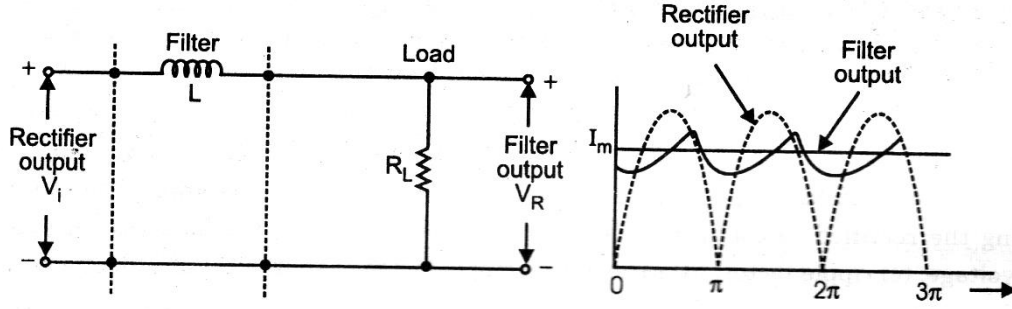 Filter
L
Load
+
+
Rectifier
output
V_i
R_L
Filter
output
V_R
−
−
Rectifier
output
Filter
output
I_m
0
π
2π
3π